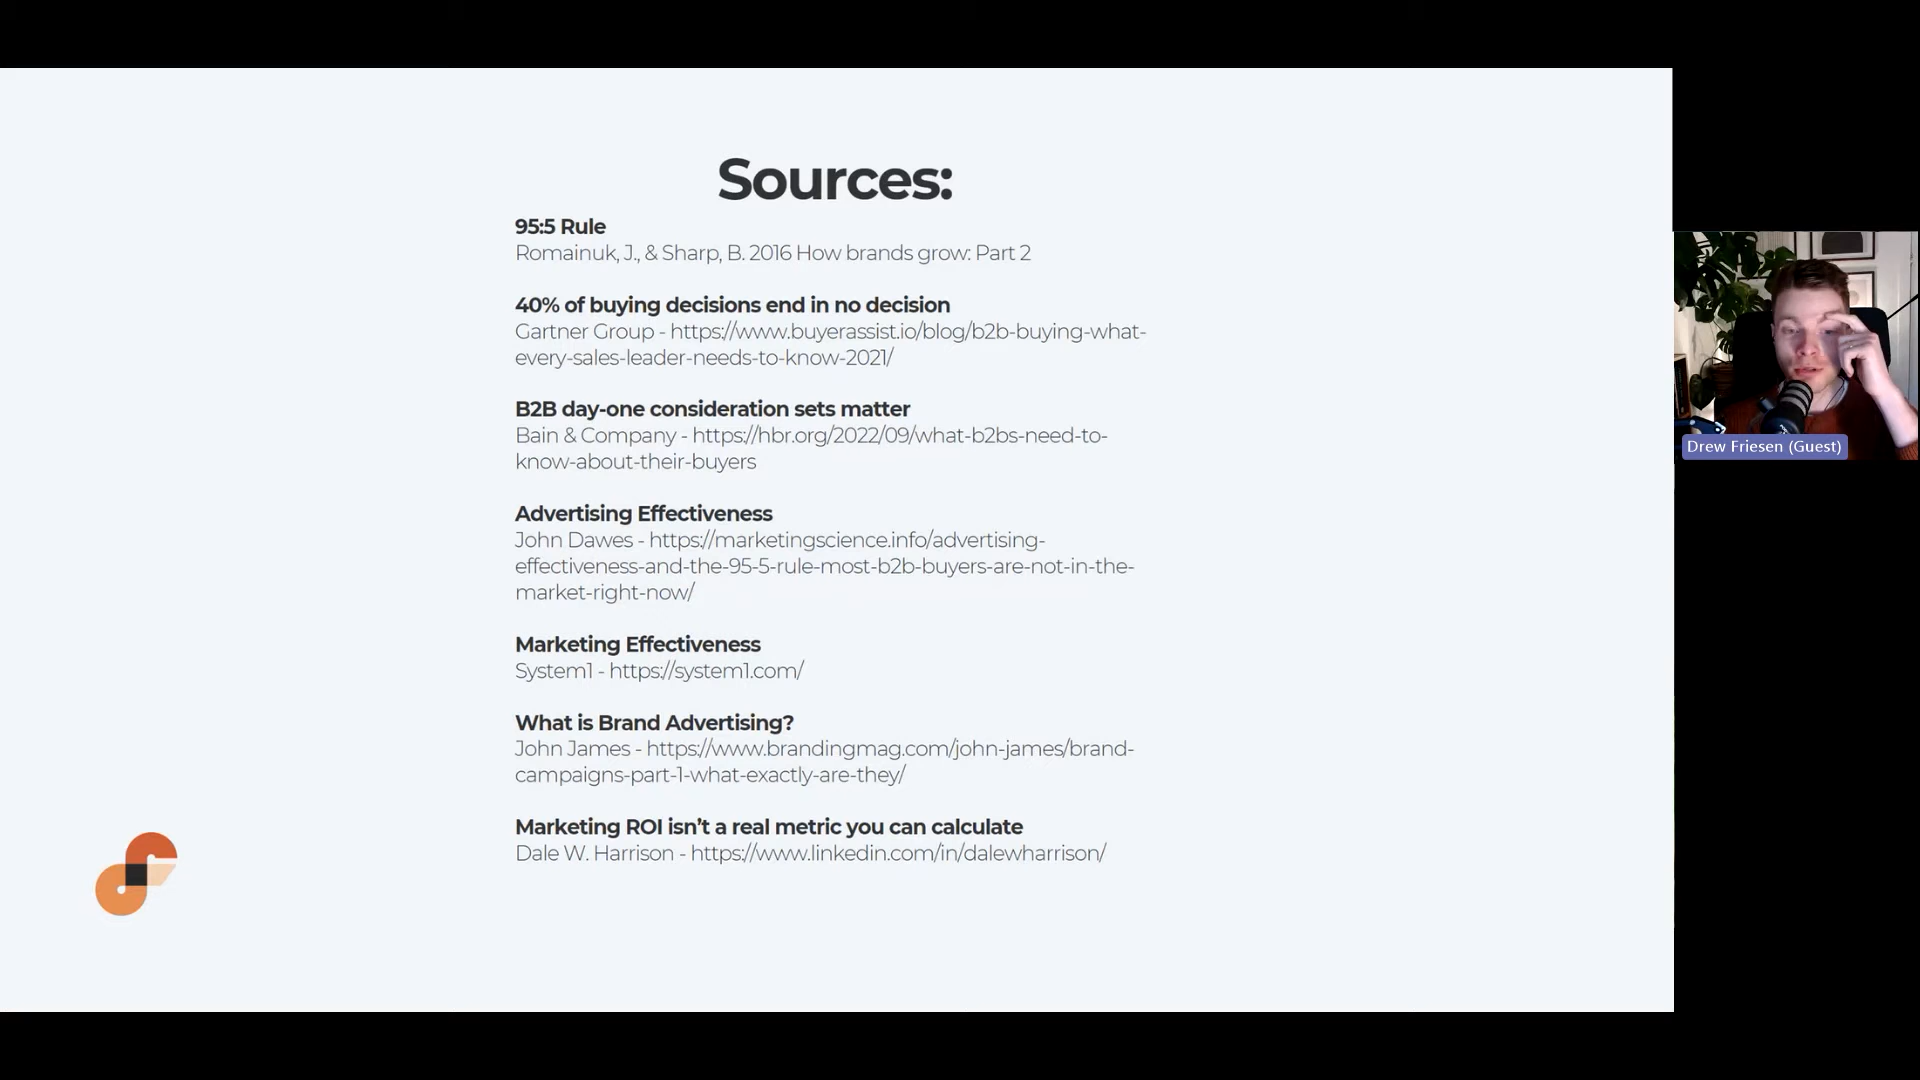 Sources:
95:5 Rule
Romainuk, J., & Sharp, B. 2016 How brands grow: Part 2
40% of buying decisions end in no decision
Gartner Group - https://www.buyerassist.io/blog/b2b-buying-what-
every-sales-leader-needs-to-know-2021/
B2B day-one consideration sets matter
Bain & Company - https://hbr.org/2022/09/what-b2bs-need-to-
know-about-their-buyers
Advertising Effectiveness
John Dawes - https://marketingscience.info/advertising-
effectiveness-and-the-95-5-rule-most-b2b-buyers-are-not-in-the-
market-right-now/
Marketing Effectiveness
System1 - https://system1.com/
What is Brand Advertising?
John James - https://www.brandingmag.com/john-james/brand-
campaigns-part-1-what-exactly-are-they/
Marketing ROI isn’t a real metric you can calculate
Dale W. Harrison - https://www.linkedin.com/in/dalewharrison/
Drew Friesen (Guest)